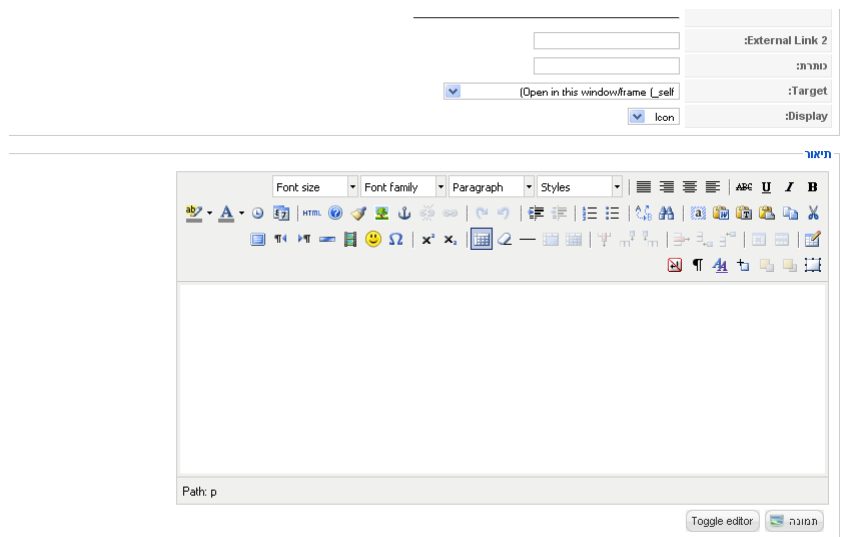 :External Link 2
כותרת:
:Target
(Open in this window/frame (_self
:Display
Icon
תיאור
Font size Font family Paragraph Styles ABC U I B
HTML
Path: p
Toggle editor תמונה